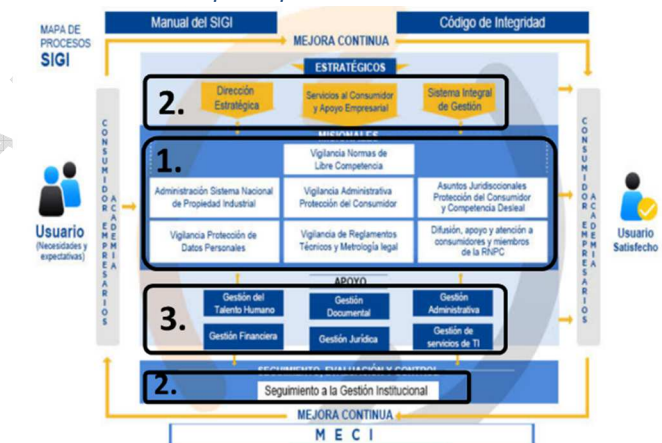 MAPA DE
PROCESOS
SIGI
Manual del SIGI
Código de Integridad
MEJORA CONTINUA
ESTRATÉGICOS
2.
Dirección
Estratégica
Servicios al Consumidor
y Apoyo Empresarial
Sistema Integral
de Gestión
MISIONALES
1.
Vigilancia Normas de
Libre Competencia
Administración Sistema Nacional
de Propiedad Industrial
Vigilancia Administrativa
Protección del Consumidor
Asuntos Jurisdiccionales
Protección del Consumidor
y Competencia Desleal
Vigilancia Protección de
Datos Personales
Vigilancia de Reglamentos
Técnicos y Metrología legal
Difusión, apoyo y atención a
consumidores y miembros
de la RNPC
CONSUMIDOR EMPRESARIOS
ACADEMIA
Usuario
(Necesidades y
expectativas)
CONSUMIDOR EMPRESARIOS
ACADEMIA
Usuario
Satisfecho
APOYO
3.
Gestión del
Talento Humano
Gestión
Documental
Gestión
Administrativa
Gestión Financiera
Gestión Jurídica
Gestión de
servicios de TI
SEGUIMIENTO, EVALUACIÓN Y CONTROL
2.
Seguimiento a la Gestión Institucional
MEJORA CONTINUA
MECI